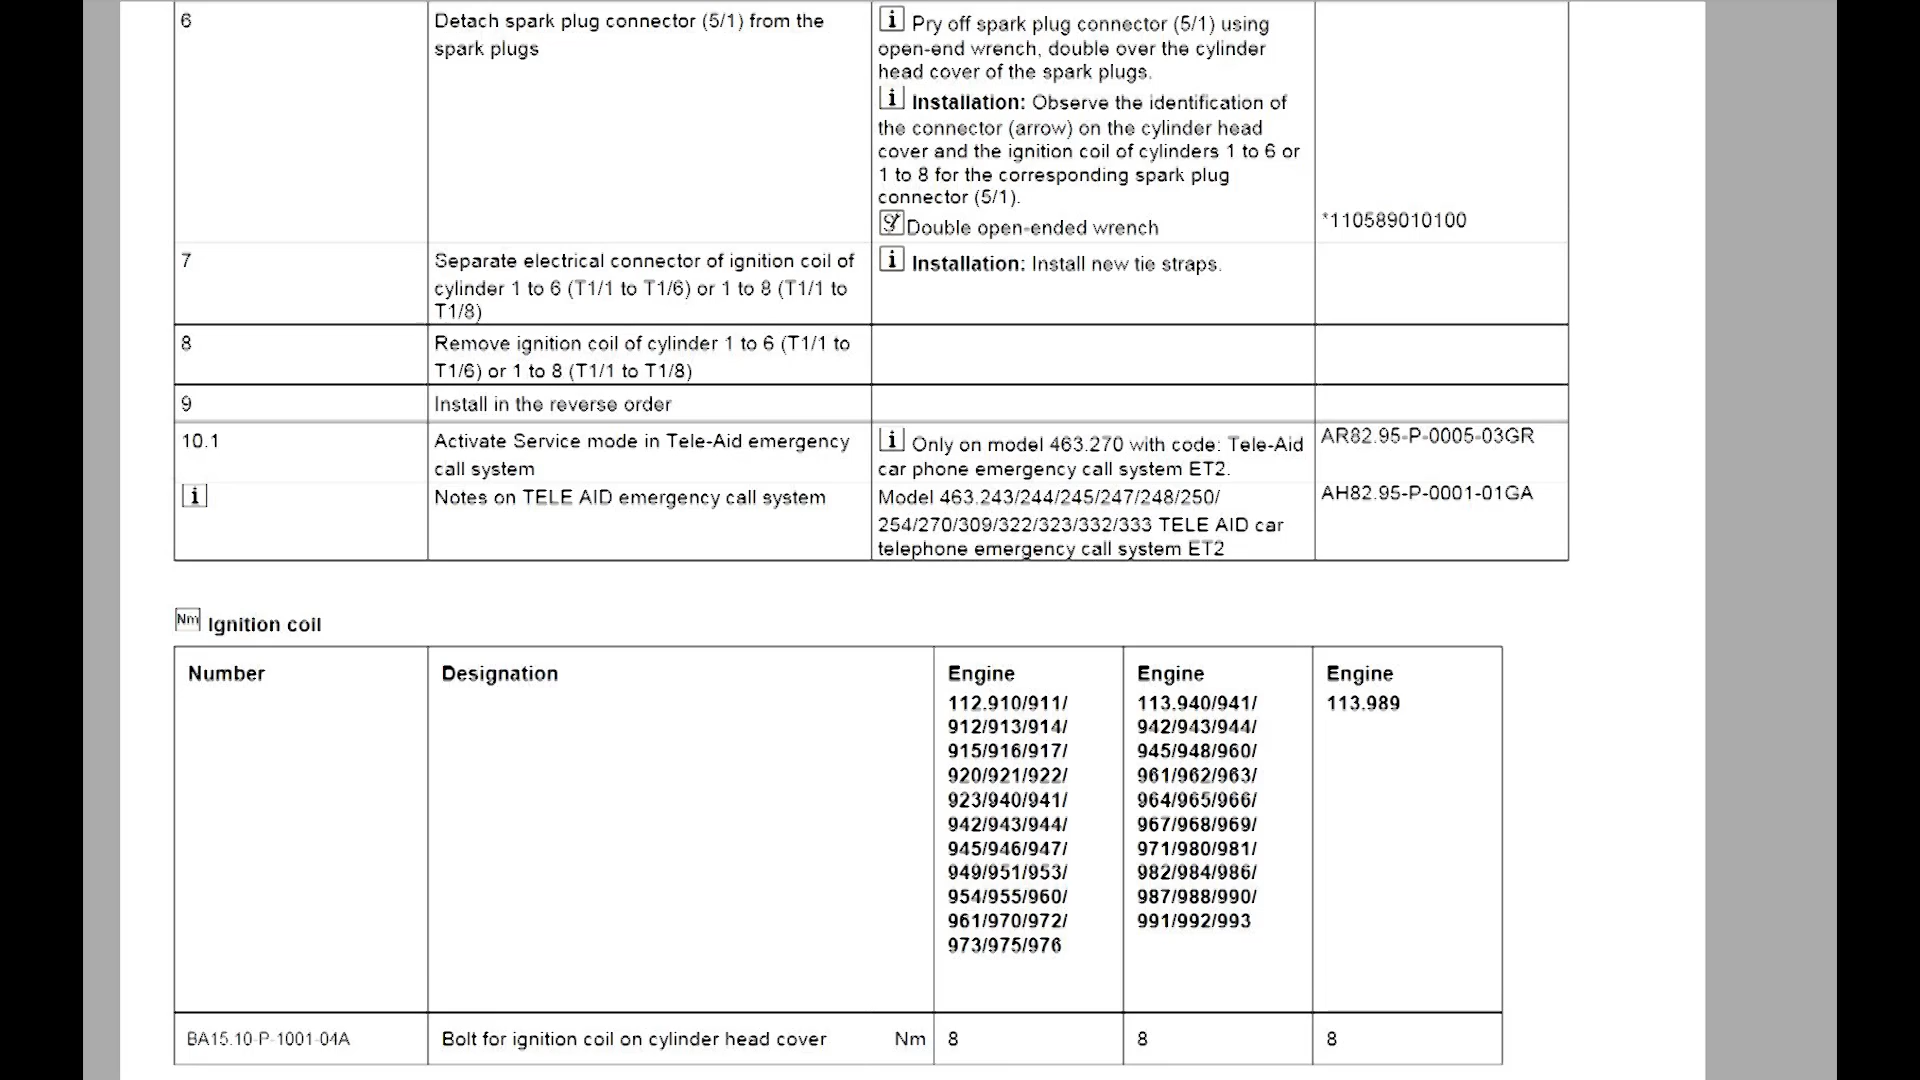 6
Detach spark plug connector (5/1) from the
spark plugs
i Pry off spark plug connector (5/1) using
open-end wrench, double over the cylinder
head cover of the spark plugs.
i Installation: Observe the identification of
the connector (arrow) on the cylinder head
cover and the ignition coil of cylinders 1 to 6 or
1 to 8 for the corresponding spark plug
connector (5/1).
Double open-ended wrench
*110589010100
7
Separate electrical connector of ignition coil of
cylinder 1 to 6 (T1/1 to T1/6) or 1 to 8 (T1/1 to
T1/8)
i Installation: Install new tie straps.
8
Remove ignition coil of cylinder 1 to 6 (T1/1 to
T1/6) or 1 to 8 (T1/1 to T1/8)
9
Install in the reverse order
10.1
Activate Service mode in Tele-Aid emergency
call system
i Only on model 463.270 with code: Tele-Aid
car phone emergency call system ET2.
AR82.95-P-0005-03GR
i
Notes on TELE AID emergency call system
Model 463.243/244/245/247/248/250/
254/270/309/322/323/332/333 TELE AID car
telephone emergency call system ET2
AH82.95-P-0001-01GA
Nm Ignition coil
Number
Designation
Engine
112.910/911/
912/913/914/
915/916/917/
920/921/922/
923/940/941/
942/943/944/
945/946/947/
949/951/953/
954/955/960/
961/970/972/
973/975/976
Engine
113.940/941/
942/943/944/
945/948/960/
961/962/963/
964/965/966/
967/968/969/
971/980/981/
982/984/986/
987/988/990/
991/992/993
Engine
113.989
BA15.10-P-1001-04A
Bolt for ignition coil on cylinder head cover
Nm
8
8
8